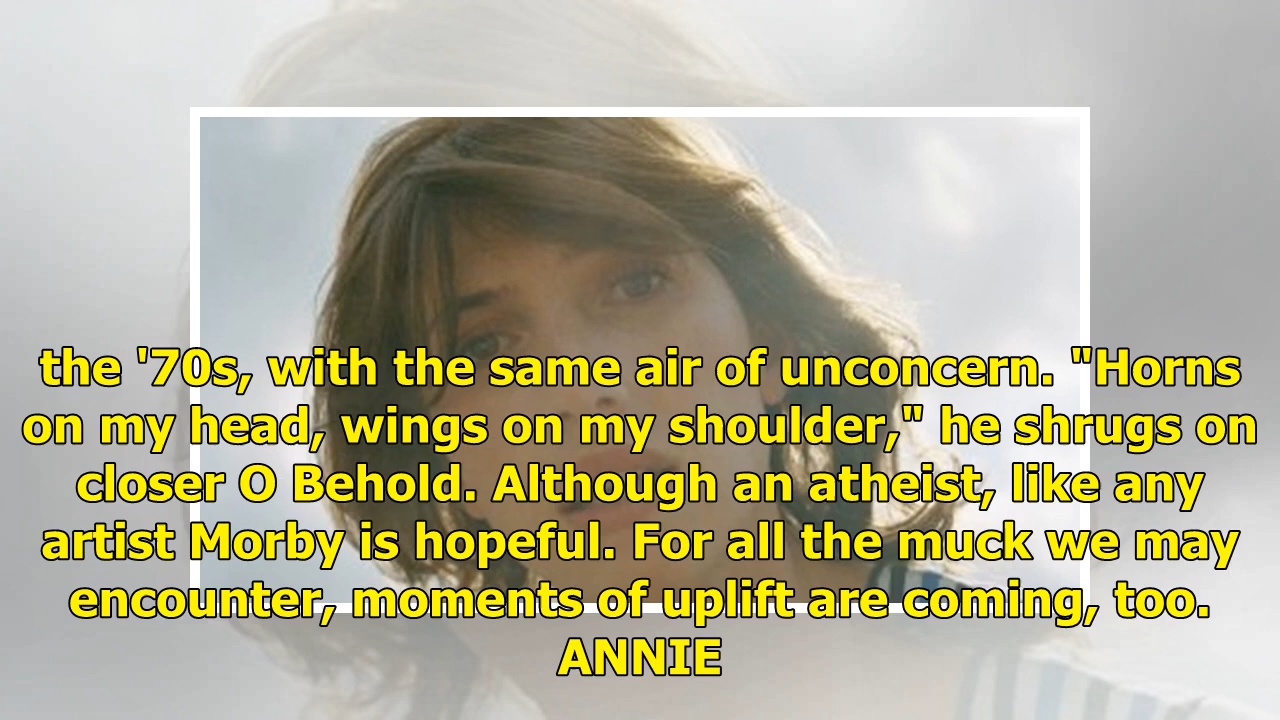 the '70s, with the same air of unconcern. "Horns
on my head, wings on my shoulder," he shrugs on
closer O Behold. Although an atheist, like any
artist Morby is hopeful. For all the muck we may
encounter, moments of uplift are coming, too.
ANNIE